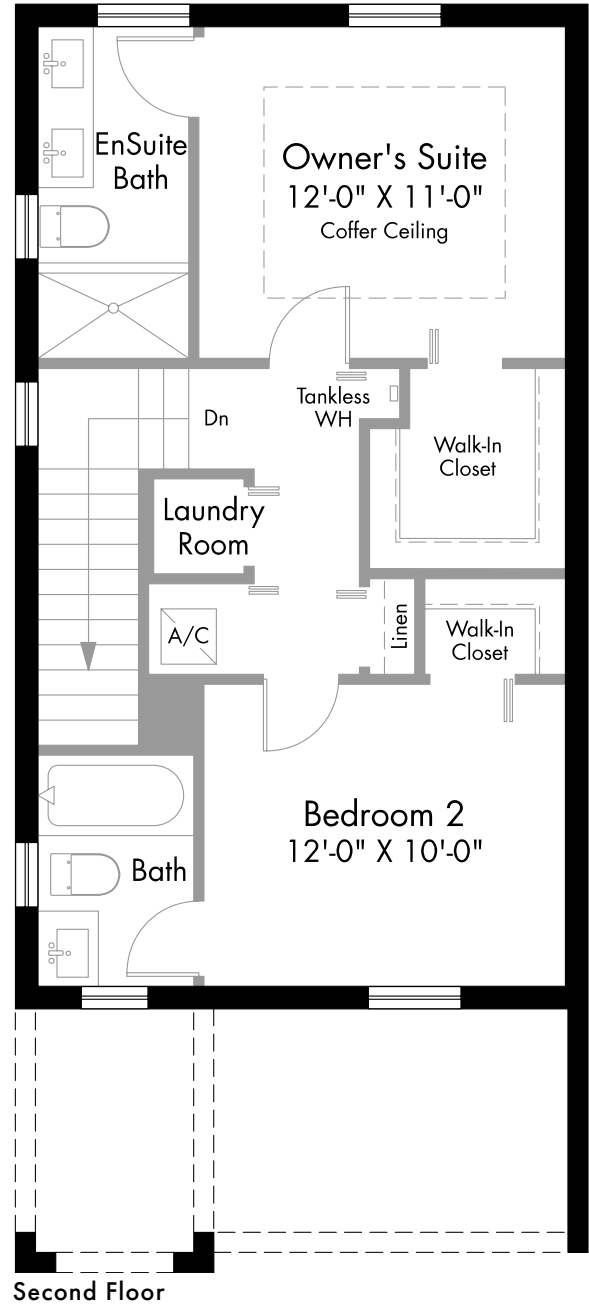 EnSuite
Bath
Owner's Suite
12'-0" X 11'-0"
Coffer Ceiling
Tankless
WH
Dn
Walk-In
Closet
Laundry
Room
A/C
Linen
Walk-In
Closet
Bedroom 2
12'-0" X 10'-0"
Bath
Second Floor